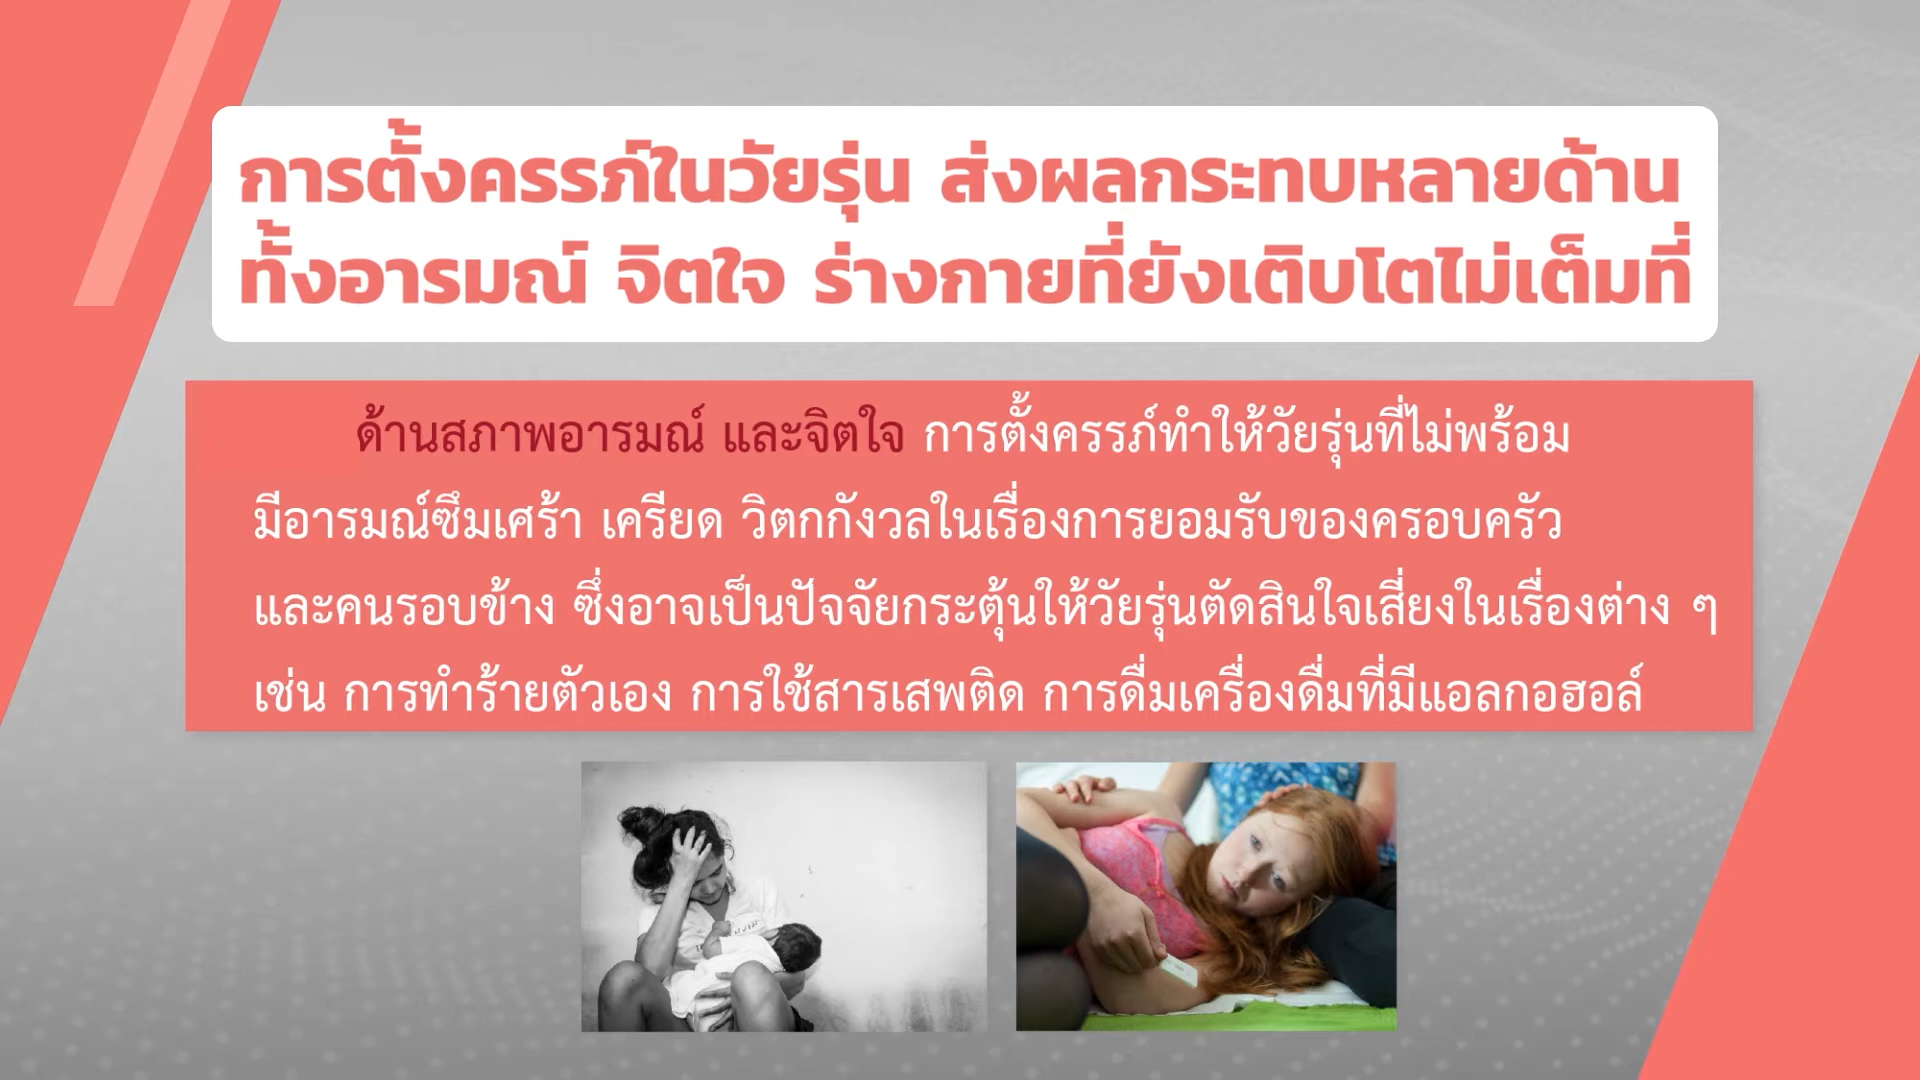 การตั้งครรภ์ในวัยรุ่น ส่งผลกระทบหลายด้าน
ทั้งอารมณ์ จิตใจ ร่างกายที่ยังเติบโตไม่เต็มที่
ด้านสภาพอารมณ์ และจิตใจ การตั้งครรภ์ทำให้วัยรุ่นที่ไม่พร้อม
มีอารมณ์ซึมเศร้า เครียด วิตกกังวลในเรื่องการยอมรับของครอบครัว
และคนรอบข้าง ซึ่งอาจเป็นปัจจัยกระตุ้นให้วัยรุ่นตัดสินใจเสี่ยงในเรื่องต่าง ๆ
เช่น การทำร้ายตัวเอง การใช้สารเสพติด การดื่มเครื่องดื่มที่มีแอลกอฮอล์